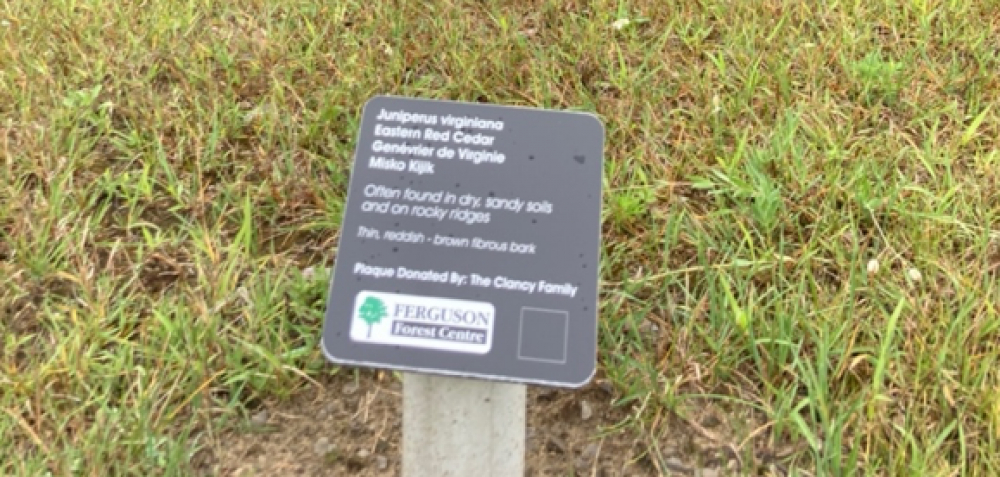 Juniperus virginiana
Eastern Red Cedar
Genévrier de Virginie
Misko Kijik
Often found in dry, sandy soils
and on rocky ridges
Thin, reddish - brown fibrous bark
Plaque Donated By: The Clancy Family
FERGUSON
Forest Centre